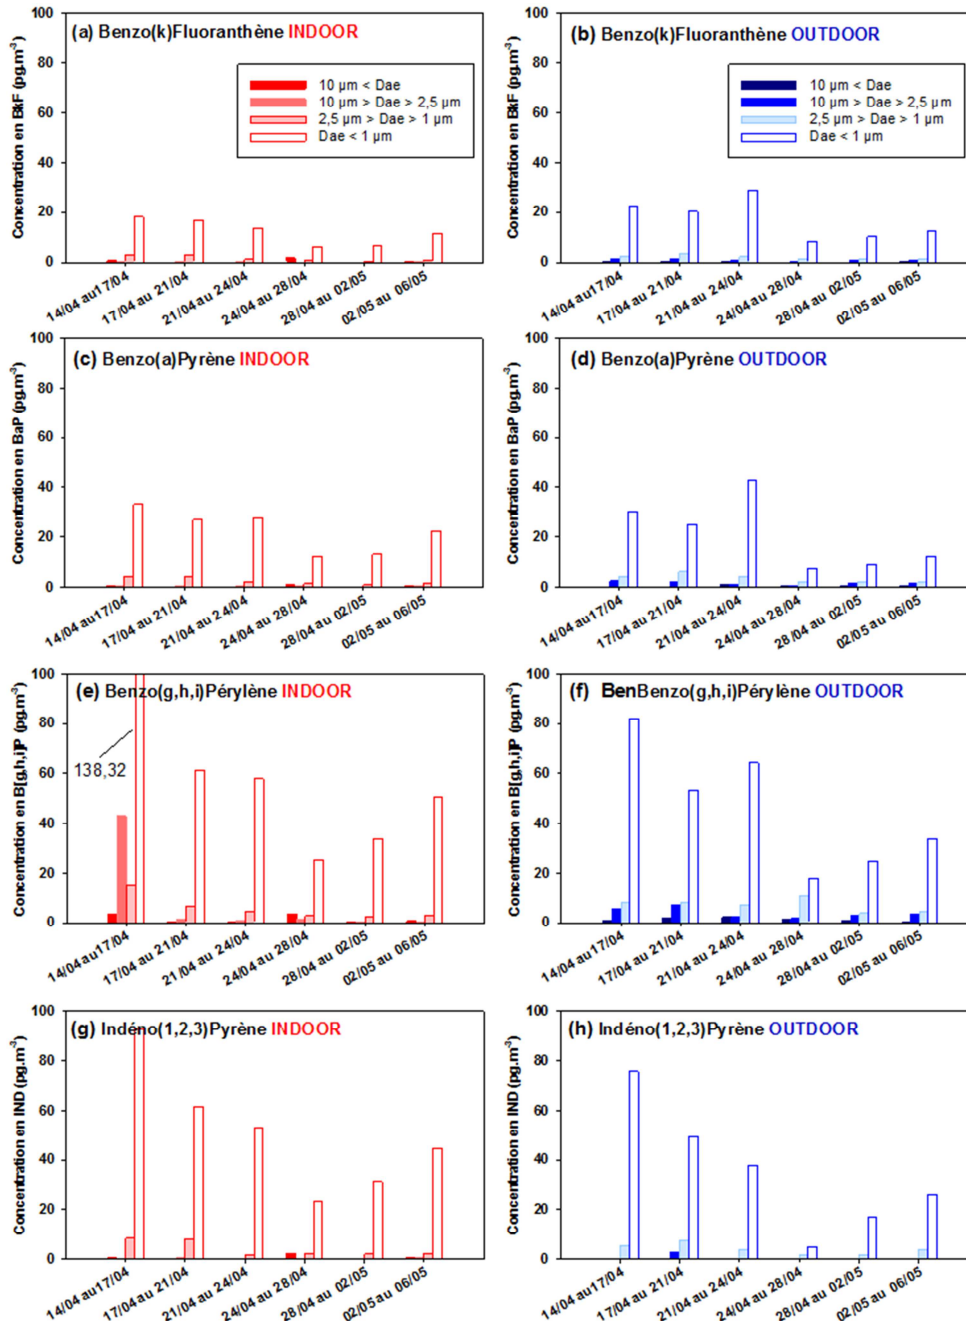 (a) Benzo(k)Fluoranthène INDOOR
Concentration en BkF (pg.m⁻³)
100
80
60
40
20
0
10 µm < Dae
10 µm > Dae > 2,5 µm
2,5 µm > Dae > 1 µm
Dae < 1 µm
14/04 au17/04
17/04 au 21/04
21/04 au 24/04
24/04 au 28/04
28/04 au 02/05
02/05 au 06/05
(b) Benzo(k)Fluoranthène OUTDOOR
Concentration en BkF (pg.m⁻³)
100
80
60
40
20
0
10 µm < Dae
10 µm > Dae > 2,5 µm
2,5 µm > Dae > 1 µm
Dae < 1 µm
14/04 au17/04
17/04 au 21/04
21/04 au 24/04
24/04 au 28/04
28/04 au 02/05
02/05 au 06/05
(c) Benzo(a)Pyrène INDOOR
Concentration en BaP (pg.m⁻³)
100
80
60
40
20
0
14/04 au17/04
17/04 au 21/04
21/04 au 24/04
24/04 au 28/04
28/04 au 02/05
02/05 au 06/05
(d) Benzo(a)Pyrène OUTDOOR
Concentration en BaP (pg.m⁻³)
100
80
60
40
20
0
14/04 au17/04
17/04 au 21/04
21/04 au 24/04
24/04 au 28/04
28/04 au 02/05
02/05 au 06/05
(e) Benzo(g,h,i)Pérylène INDOOR
Concentration en B[g,h,i]P (pg.m⁻³)
100
80
60
40
20
0
138,32
14/04 au17/04
17/04 au 21/04
21/04 au 24/04
24/04 au 28/04
28/04 au 02/05
02/05 au 06/05
(f) BenBenzo(g,h,i)Pérylène OUTDOOR
Concentration en B[g,h,i]P (pg.m⁻³)
100
80
60
40
20
0
14/04 au17/04
17/04 au 21/04
21/04 au 24/04
24/04 au 28/04
28/04 au 02/05
02/05 au 06/05
(g) Indéno(1,2,3)Pyrène INDOOR
Concentration en IND (pg.m⁻³)
100
80
60
40
20
0
14/04 au17/04
17/04 au 21/04
21/04 au 24/04
24/04 au 28/04
28/04 au 02/05
02/05 au 06/05
(h) Indéno(1,2,3)Pyrène OUTDOOR
Concentration en IND (pg.m⁻³)
100
80
60
40
20
0
14/04 au17/04
17/04 au 21/04
21/04 au 24/04
24/04 au 28/04
28/04 au 02/05
02/05 au 06/05